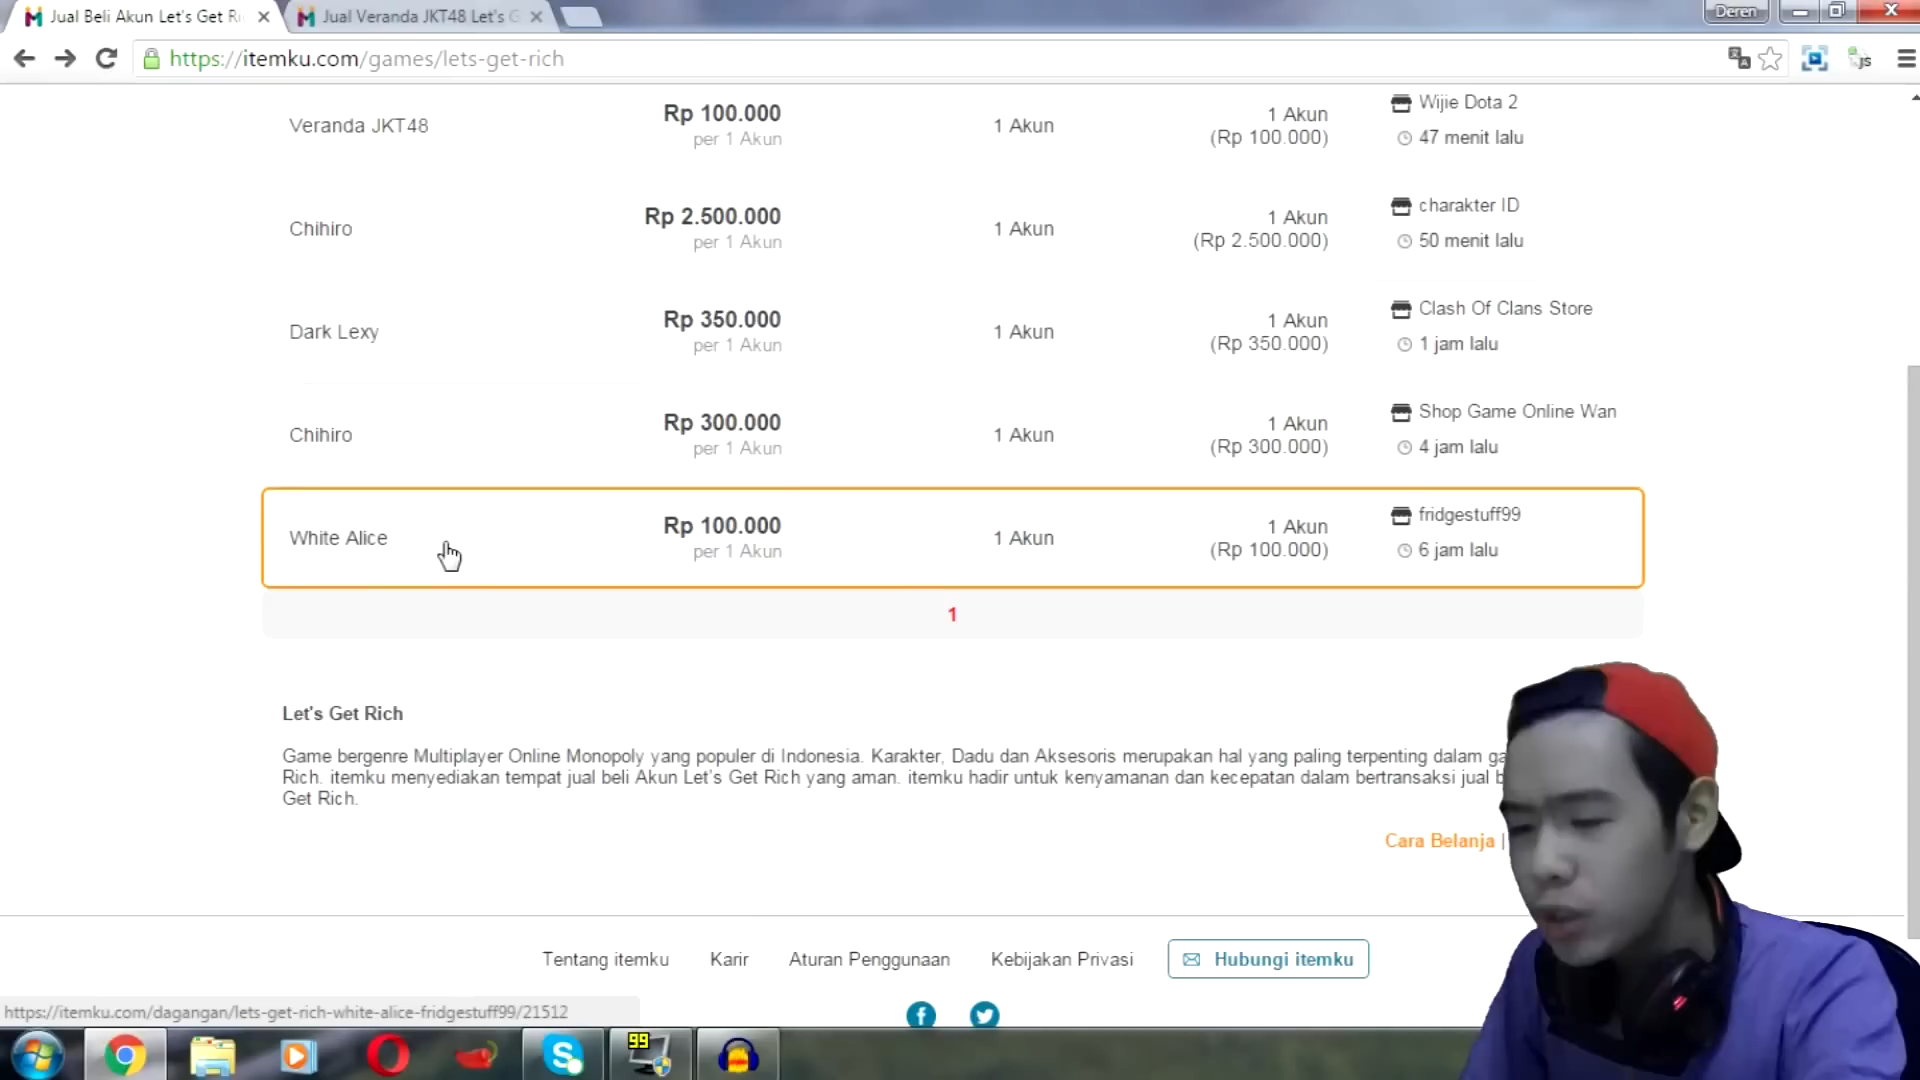 Jual Beli Akun Let's Get R
Jual Veranda JKT48 Let's G
Deren
https://itemku.com/games/lets-get-rich
js
Veranda JKT48
Rp 100.000
per 1 Akun
1 Akun
1 Akun
(Rp 100.000)
Wijie Dota 2
47 menit lalu
Chihiro
Rp 2.500.000
per 1 Akun
1 Akun
1 Akun
(Rp 2.500.000)
charakter ID
50 menit lalu
Dark Lexy
Rp 350.000
per 1 Akun
1 Akun
1 Akun
(Rp 350.000)
Clash Of Clans Store
1 jam lalu
Chihiro
Rp 300.000
per 1 Akun
1 Akun
1 Akun
(Rp 300.000)
Shop Game Online Wan
4 jam lalu
White Alice
Rp 100.000
per 1 Akun
1 Akun
1 Akun
(Rp 100.000)
fridgestuff99
6 jam lalu
1
Let's Get Rich
Game bergenre Multiplayer Online Monopoly yang populer di Indonesia. Karakter, Dadu dan Aksesoris merupakan hal yang paling terpenting dalam ga
Rich. itemku menyediakan tempat jual beli Akun Let's Get Rich yang aman. itemku hadir untuk kenyamanan dan kecepatan dalam bertransaksi jual b
Get Rich.
Cara Belanja |
Tentang itemku
Karir
Aturan Penggunaan
Kebijakan Privasi
Hubungi itemku
https://itemku.com/dagangan/lets-get-rich-white-alice-fridgestuff99/21512
99